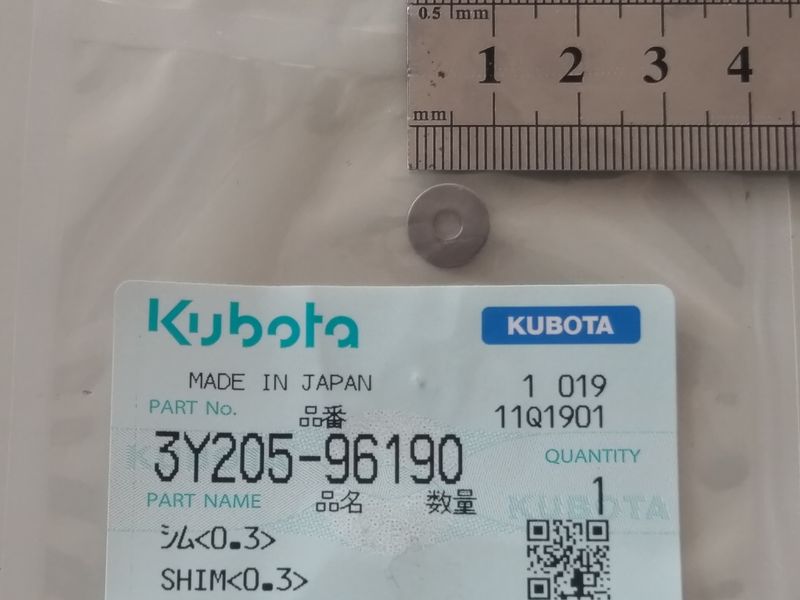 0.5 mm
1 2 3 4
mm
Kubota
KUBOTA
MADE IN JAPAN
1 019
PART No.
品番
11Q1901
3Y205-96190
QUANTITY
PART NAME
品名
数量
1
KUBOTA
シム<0.3>
SHIM<0.3>